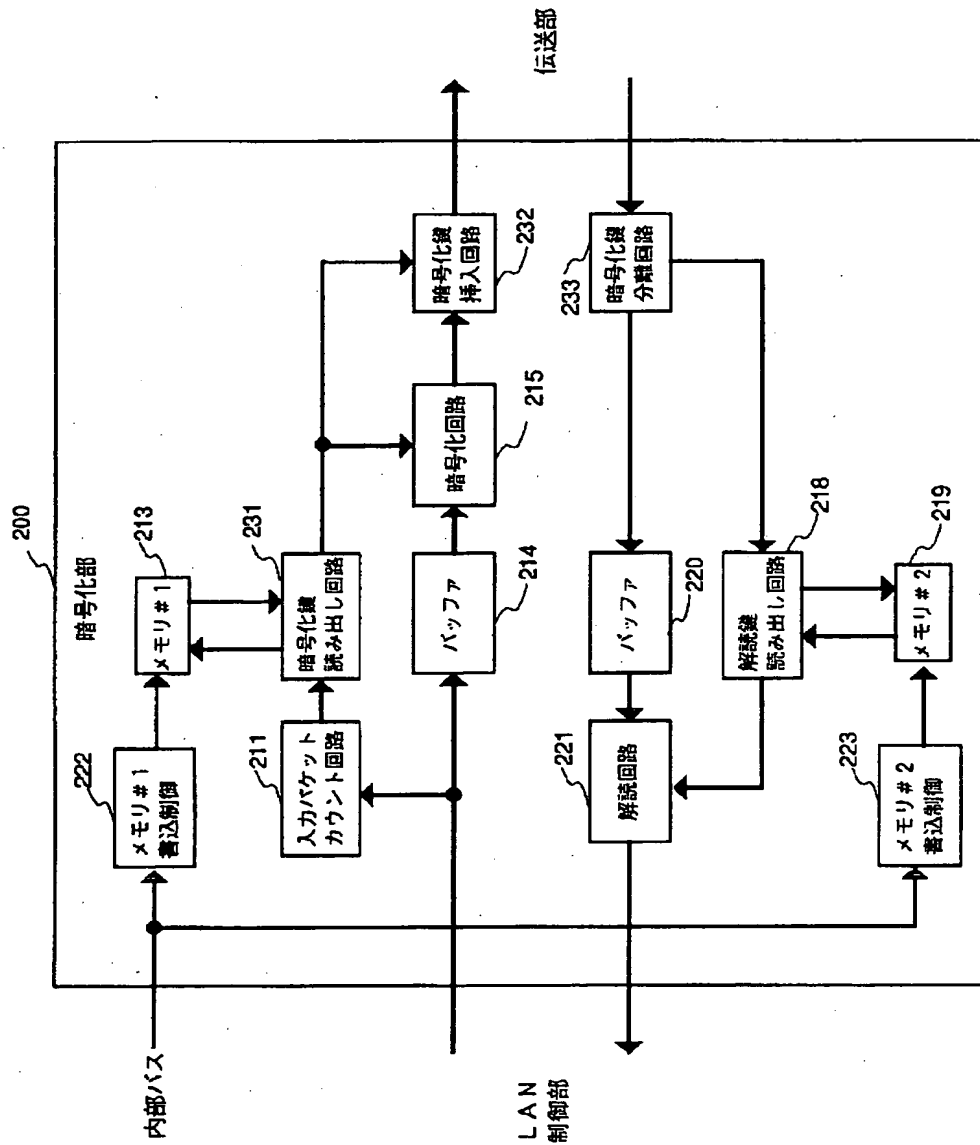 200
暗号化部
内部バス
222
メモリ#1
書込制御
213
メモリ#1
231
暗号化鍵
読み出し回路
211
入力パケット
カウント回路
214
バッファ
215
暗号化回路
232
暗号化鍵
挿入回路
伝送部
LAN
制御部
233
暗号化鍵
分離回路
220
バッファ
221
解読回路
218
解読鍵
読み出し回路
219
メモリ#2
223
メモリ#2
書込制御